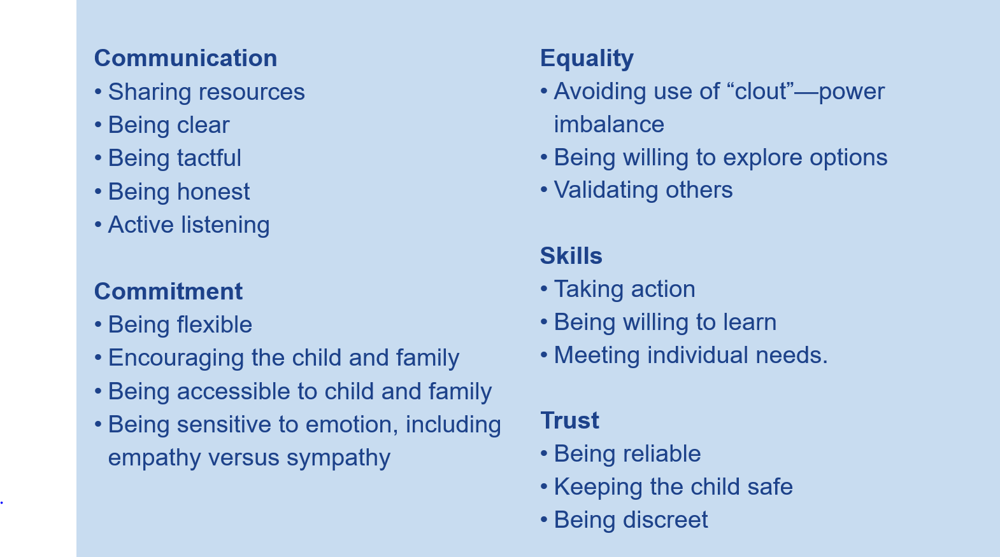 Communication
• Sharing resources
• Being clear
• Being tactful
• Being honest
• Active listening
Commitment
• Being flexible
• Encouraging the child and family
• Being accessible to child and family
• Being sensitive to emotion, including
empathy versus sympathy
.
Equality
• Avoiding use of “clout”—power
imbalance
• Being willing to explore options
• Validating others
Skills
• Taking action
• Being willing to learn
• Meeting individual needs.
Trust
• Being reliable
• Keeping the child safe
• Being discreet